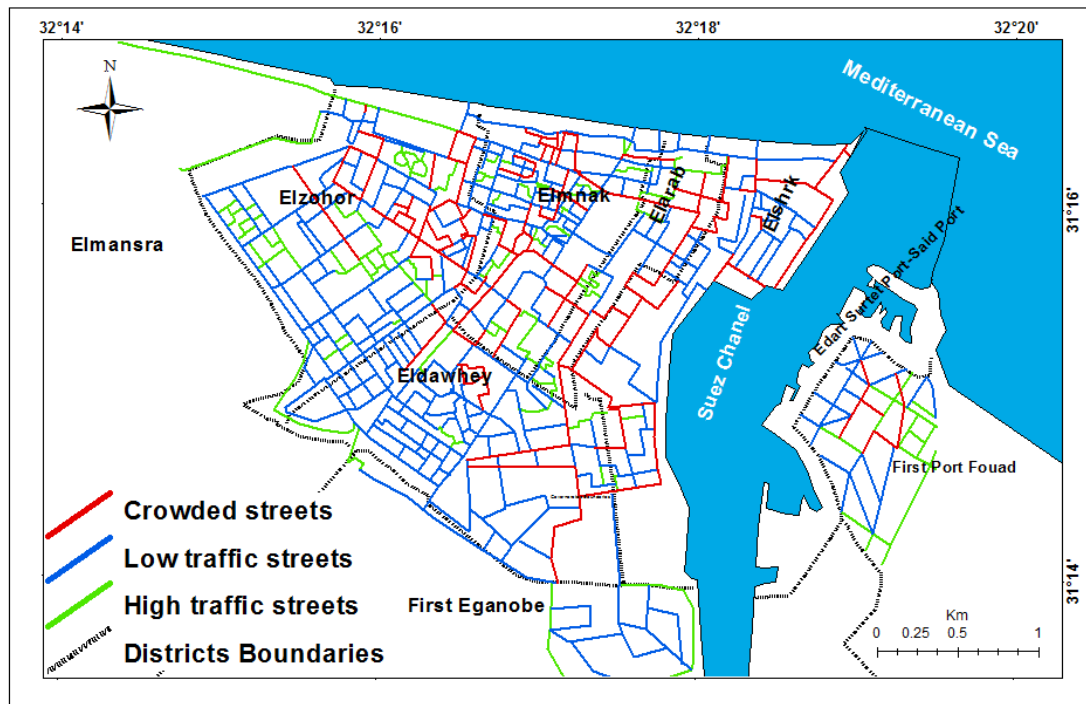 32°14'
32°16'
32°18'
32°20'
N
Mediterranean Sea
Elzohor
Elmnak
Elarab
Elshrk
31°16'
Elmansra
Edart Surtet Port-Said Port
Suez Chanel
Eldawhey
First Port Fouad
Crowded streets
Low traffic streets
High traffic streets
Districts Boundaries
First Eganobe
31°14'
Km
0 0.25 0.5 1